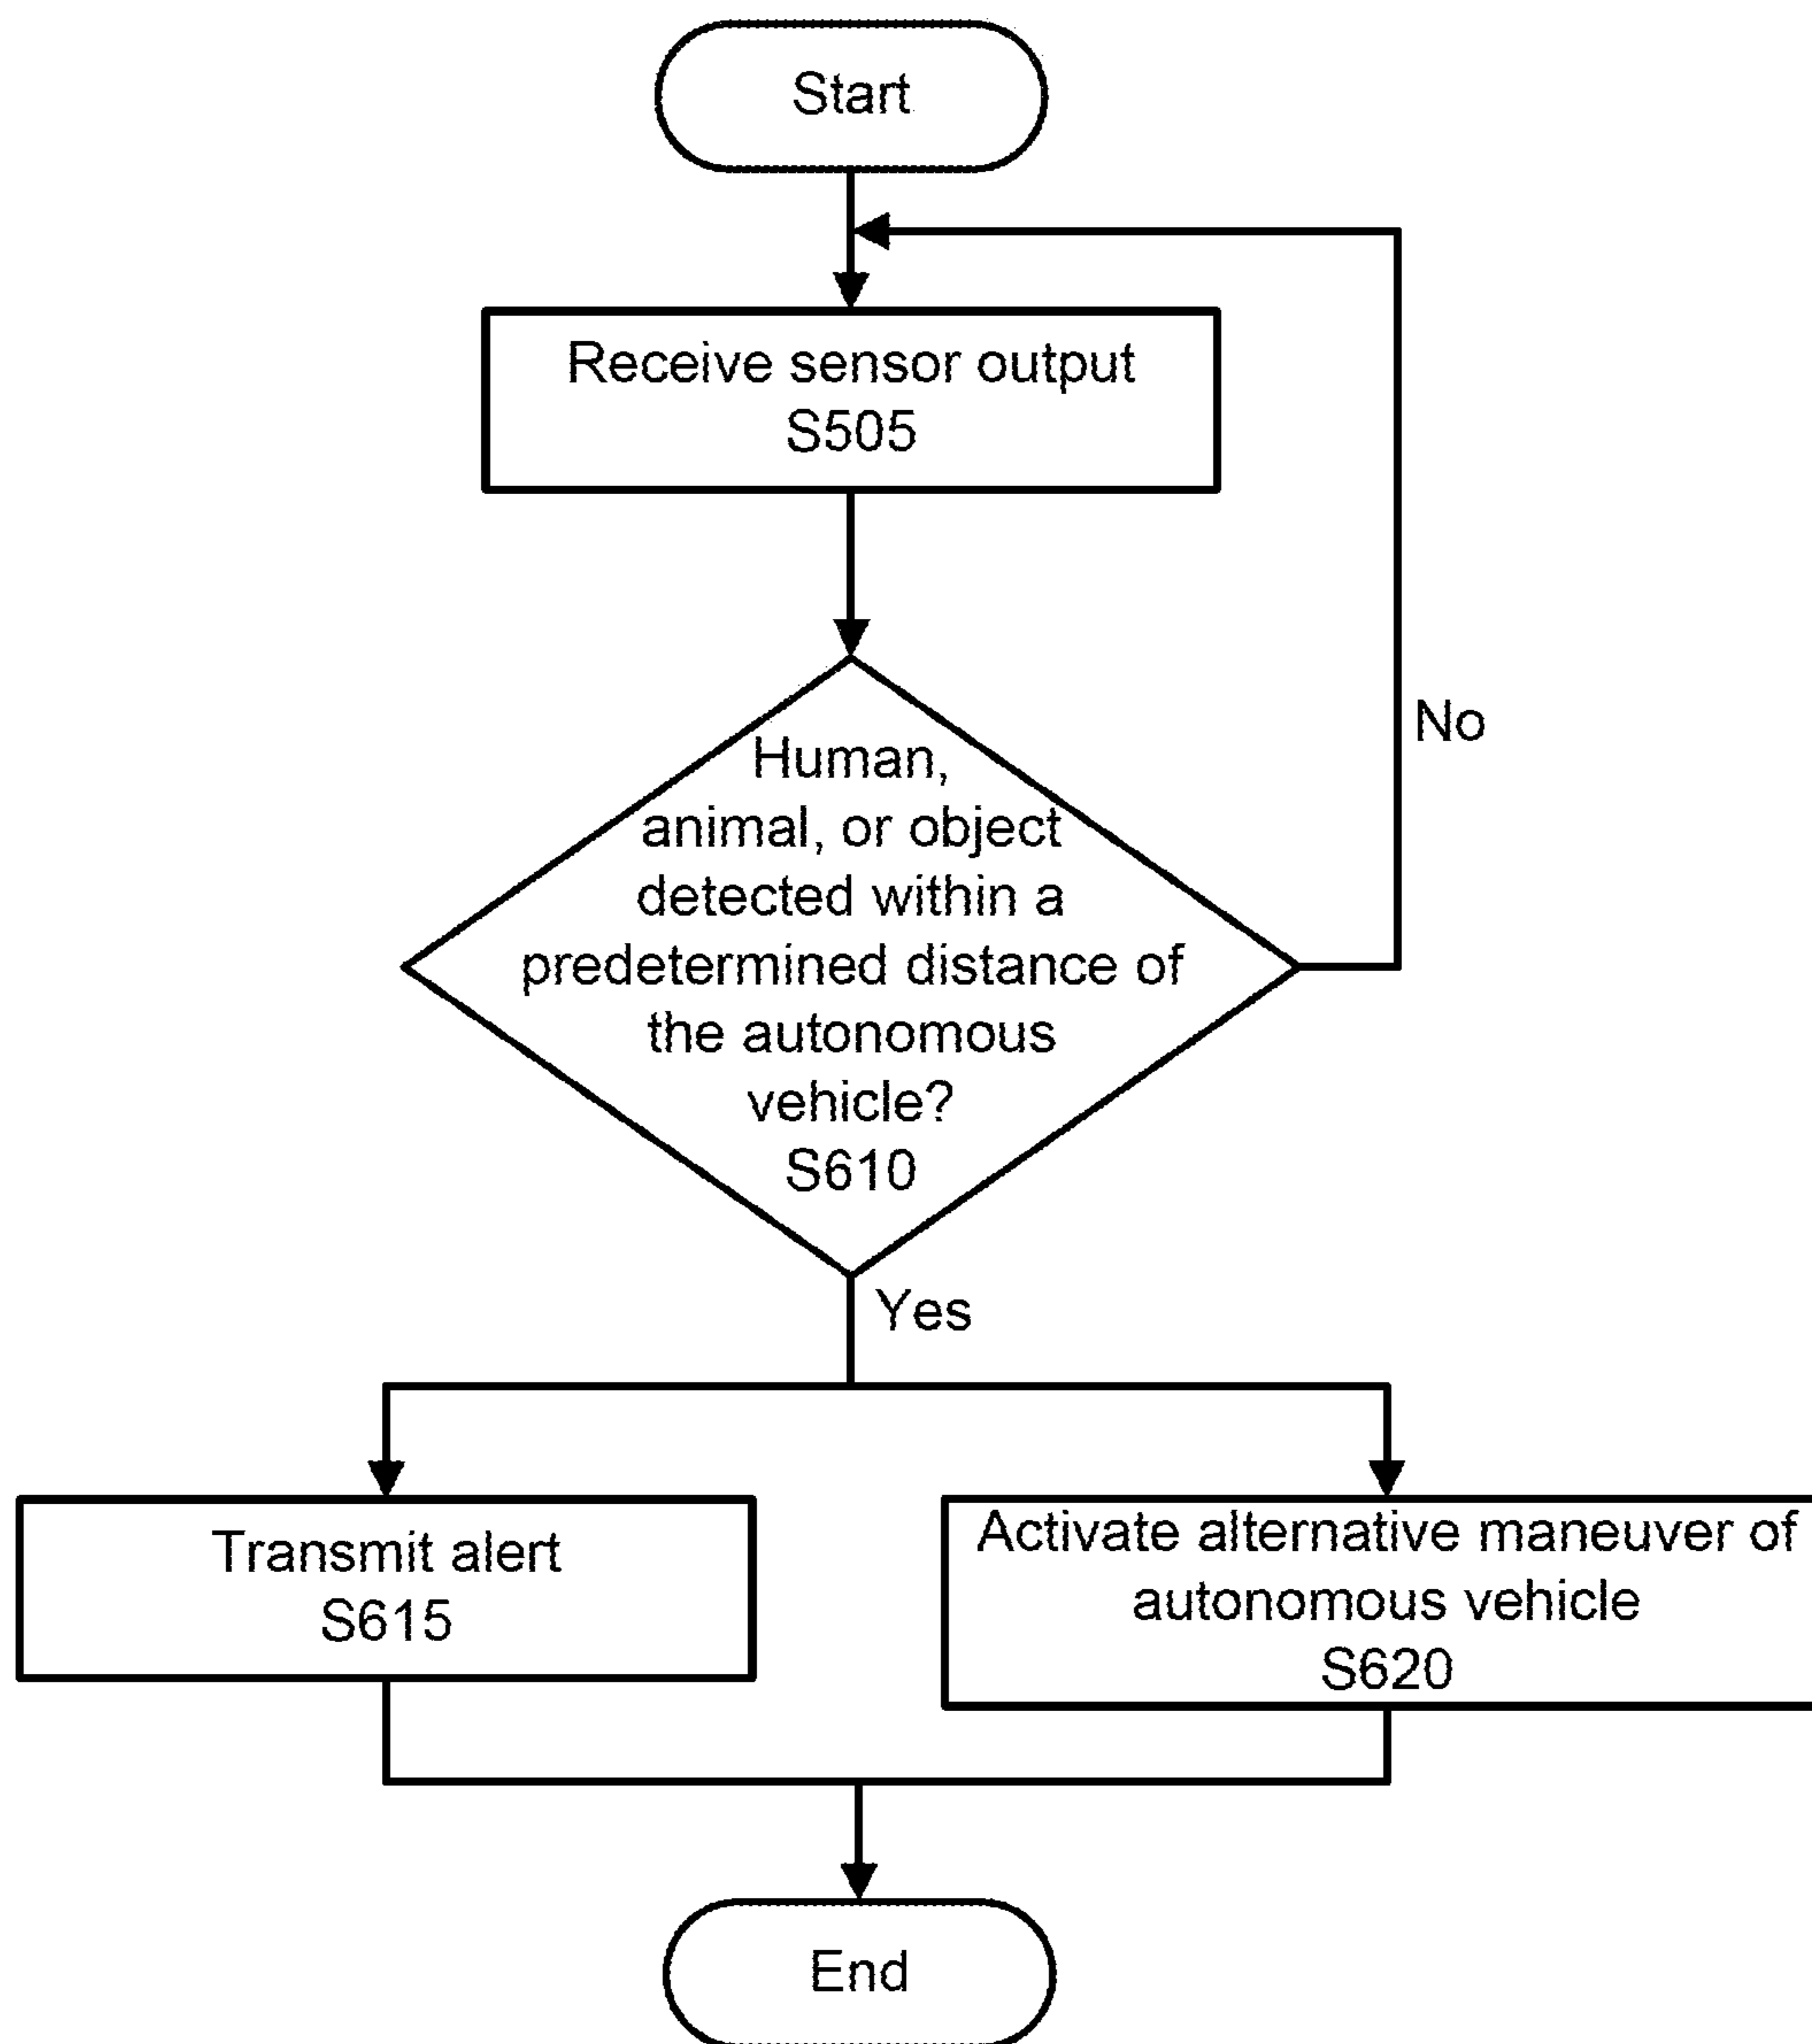 Start
Receive sensor output
S505
Human,
animal, or object
detected within a
predetermined distance of
the autonomous
vehicle?
S610
No
Yes
Transmit alert
S615
Activate alternative maneuver of
autonomous vehicle
S620
End